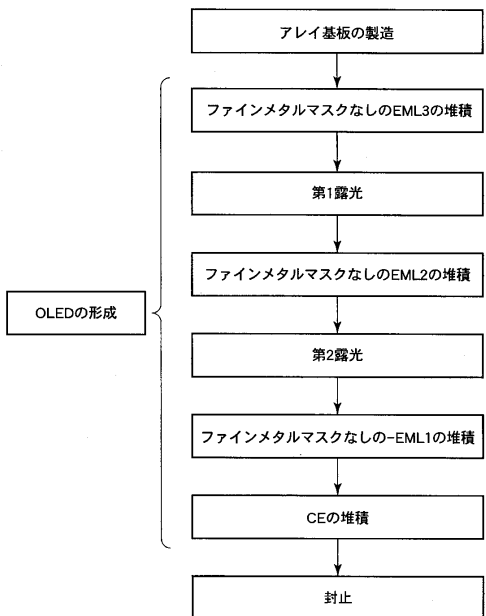 アレイ基板の製造
ファインメタルマスクなしのEML3の堆積
第1露光
ファインメタルマスクなしのEML2の堆積
OLEDの形成
第2露光
ファインメタルマスクなしの-EML1の堆積
CEの堆積
封止